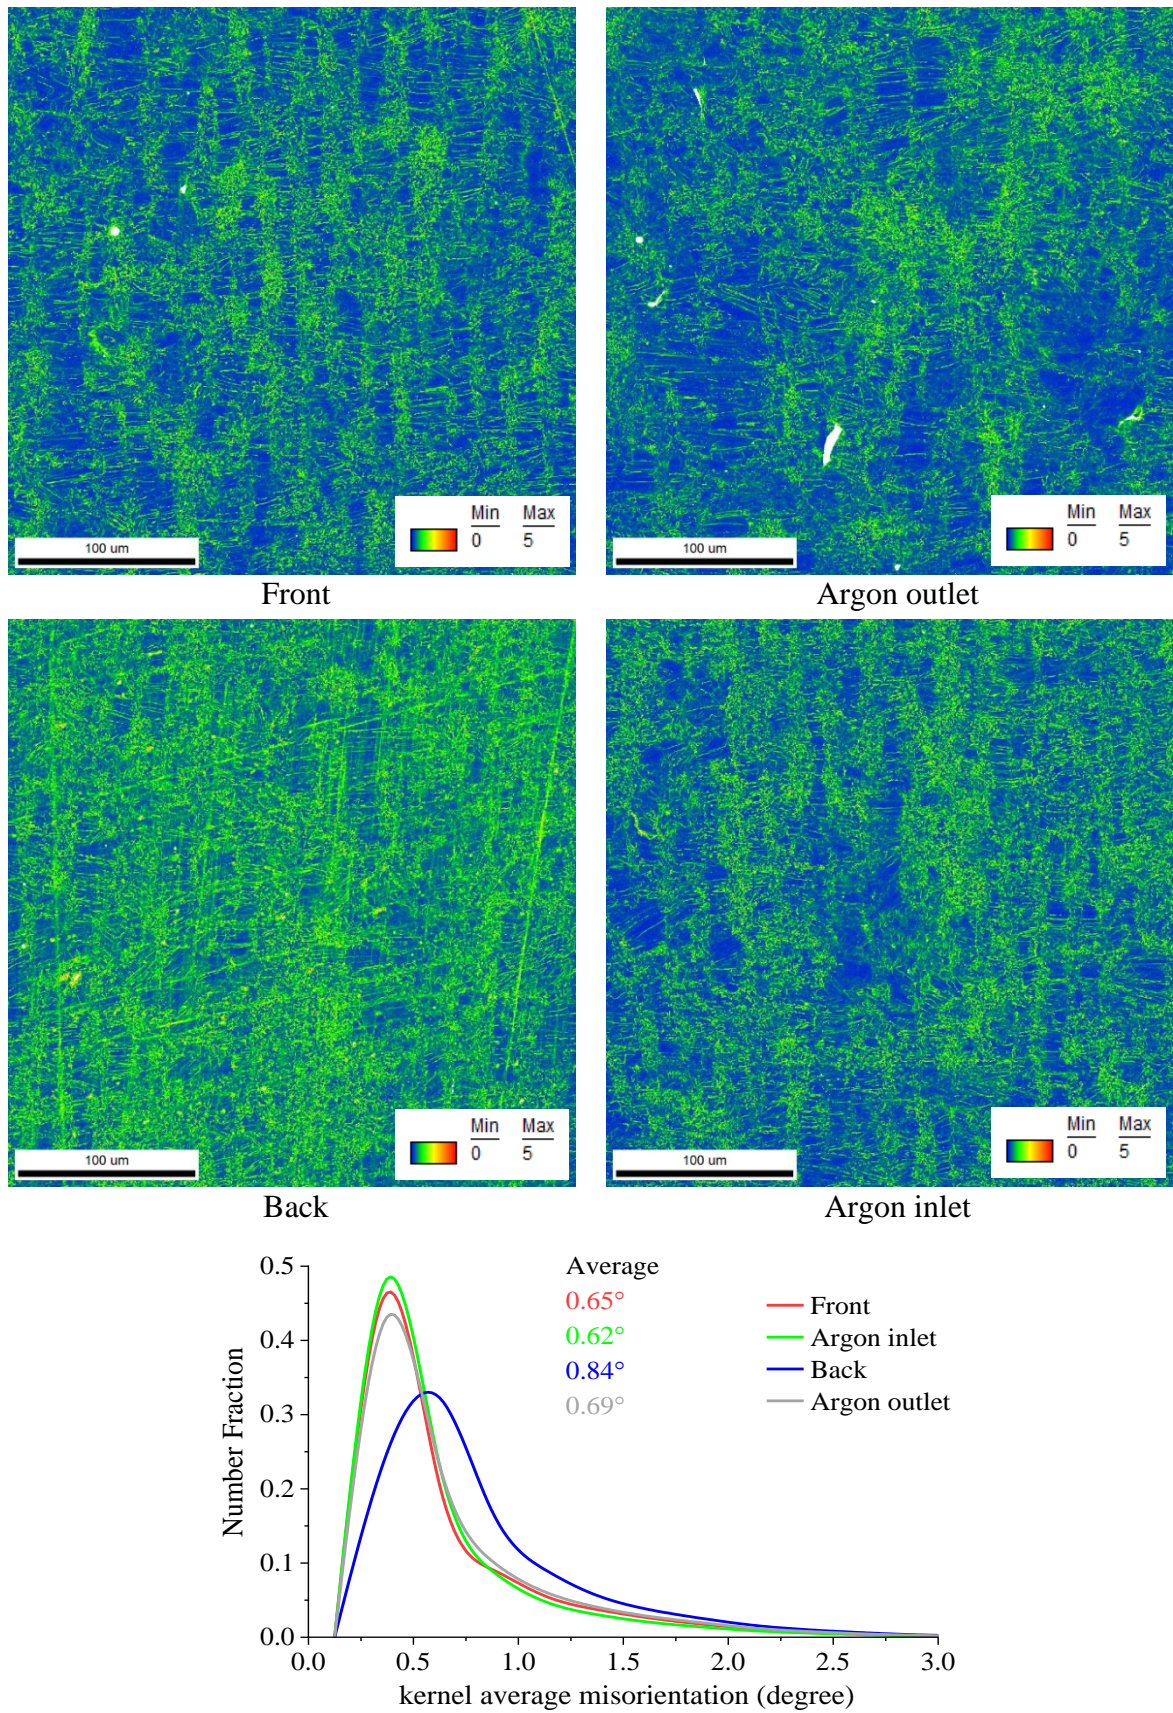 Min Max
0 5
100 um
Front
Min Max
0 5
100 um
Argon outlet
Min Max
0 5
100 um
Back
Min Max
0 5
100 um
Argon inlet
Average
0.65°
0.62°
0.84°
0.69°
Front
Argon inlet
Back
Argon outlet
Number Fraction
0.5
0.4
0.3
0.2
0.1
0.0
0.0 0.5 1.0 1.5 2.0 2.5 3.0
kernel average misorientation (degree)